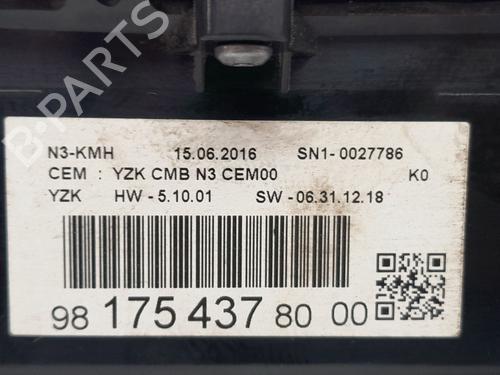 B-PARTS
N3-KMH 15.06.2016 SN1- 0027786
CEM : YZK CMB N3 CEM00 K0
YZK HW - 5.10.01 SW - 06.31.12.18
98 175 437 80 00